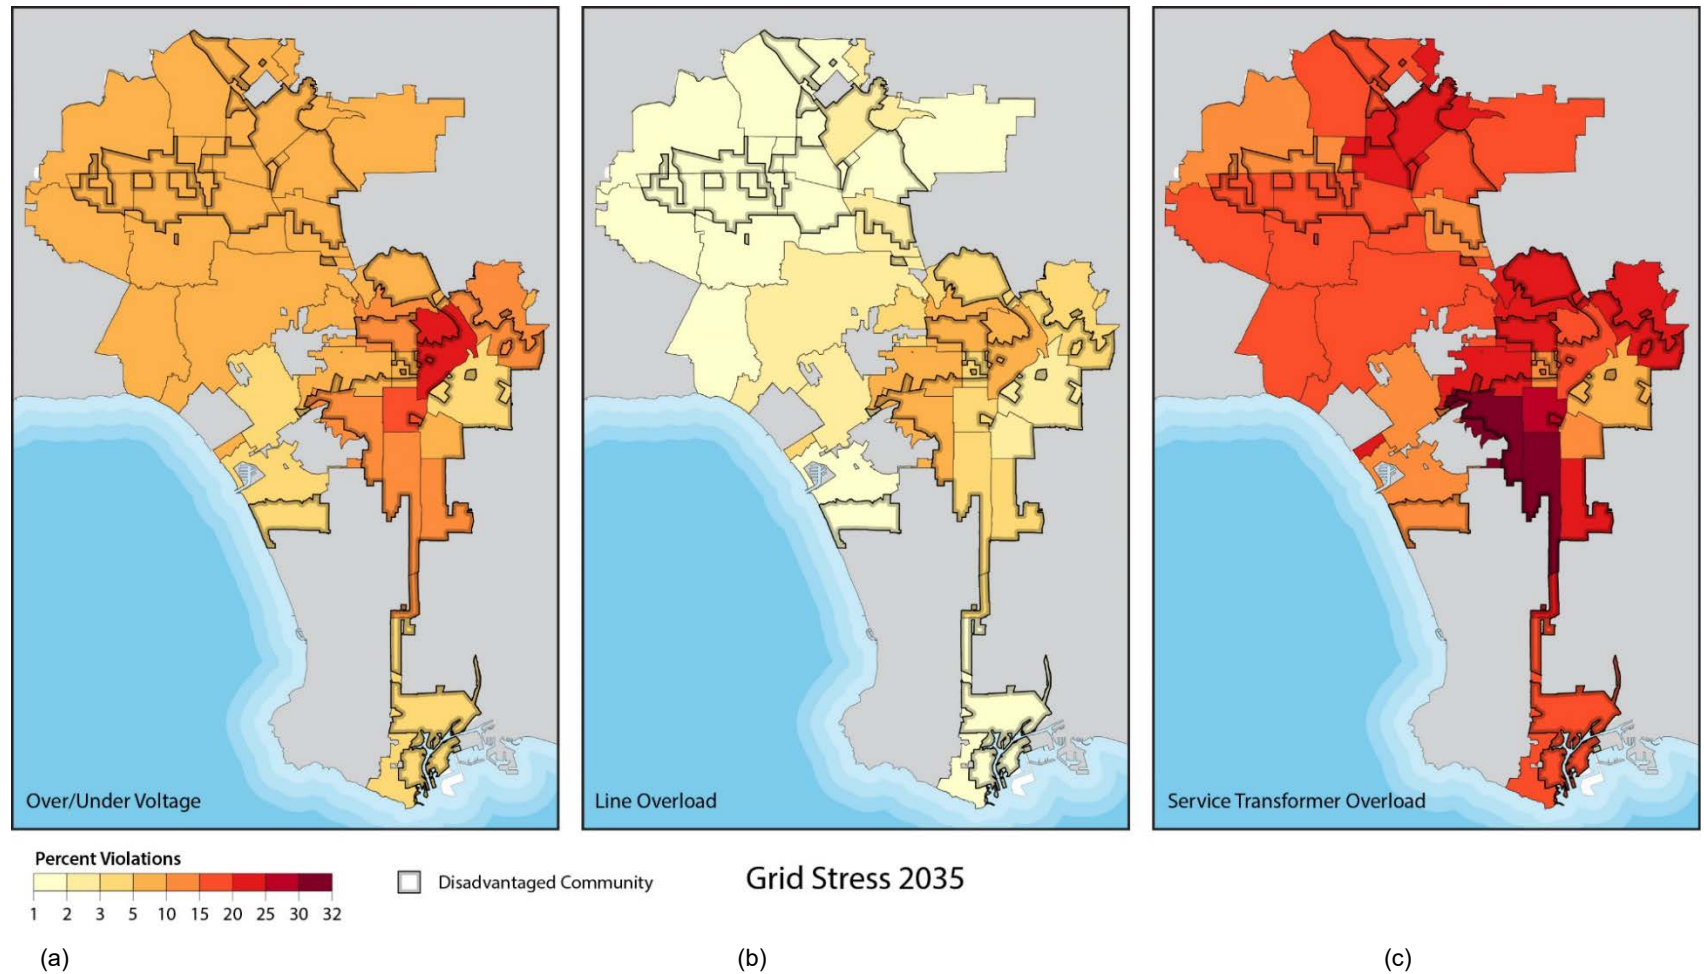 Over/Under Voltage
Line Overload
Service Transformer Overload
Percent Violations
1 2 3 5 10 15 20 25 30 32
Disadvantaged Community
Grid Stress 2035
(a)
(b)
(c)